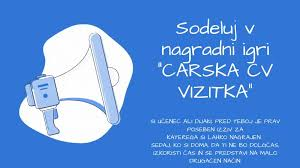 Sodeluj v
nagradni igri
"CARSKA CV
VIZITKA"
SI UČENEC ALI DIJAK, PRED TEBOJ JE PRAV
POSEBEN IZZIV ZA
KATEREGA SI LAHKO NAGRAJEN.
SEDAJ, KO SI DOMA, DA TI NE BO DOLGČAS,
IZKORISTI ČAS IN SE PREDSTAVI NA MALO
DRUGAČEN NAČIN